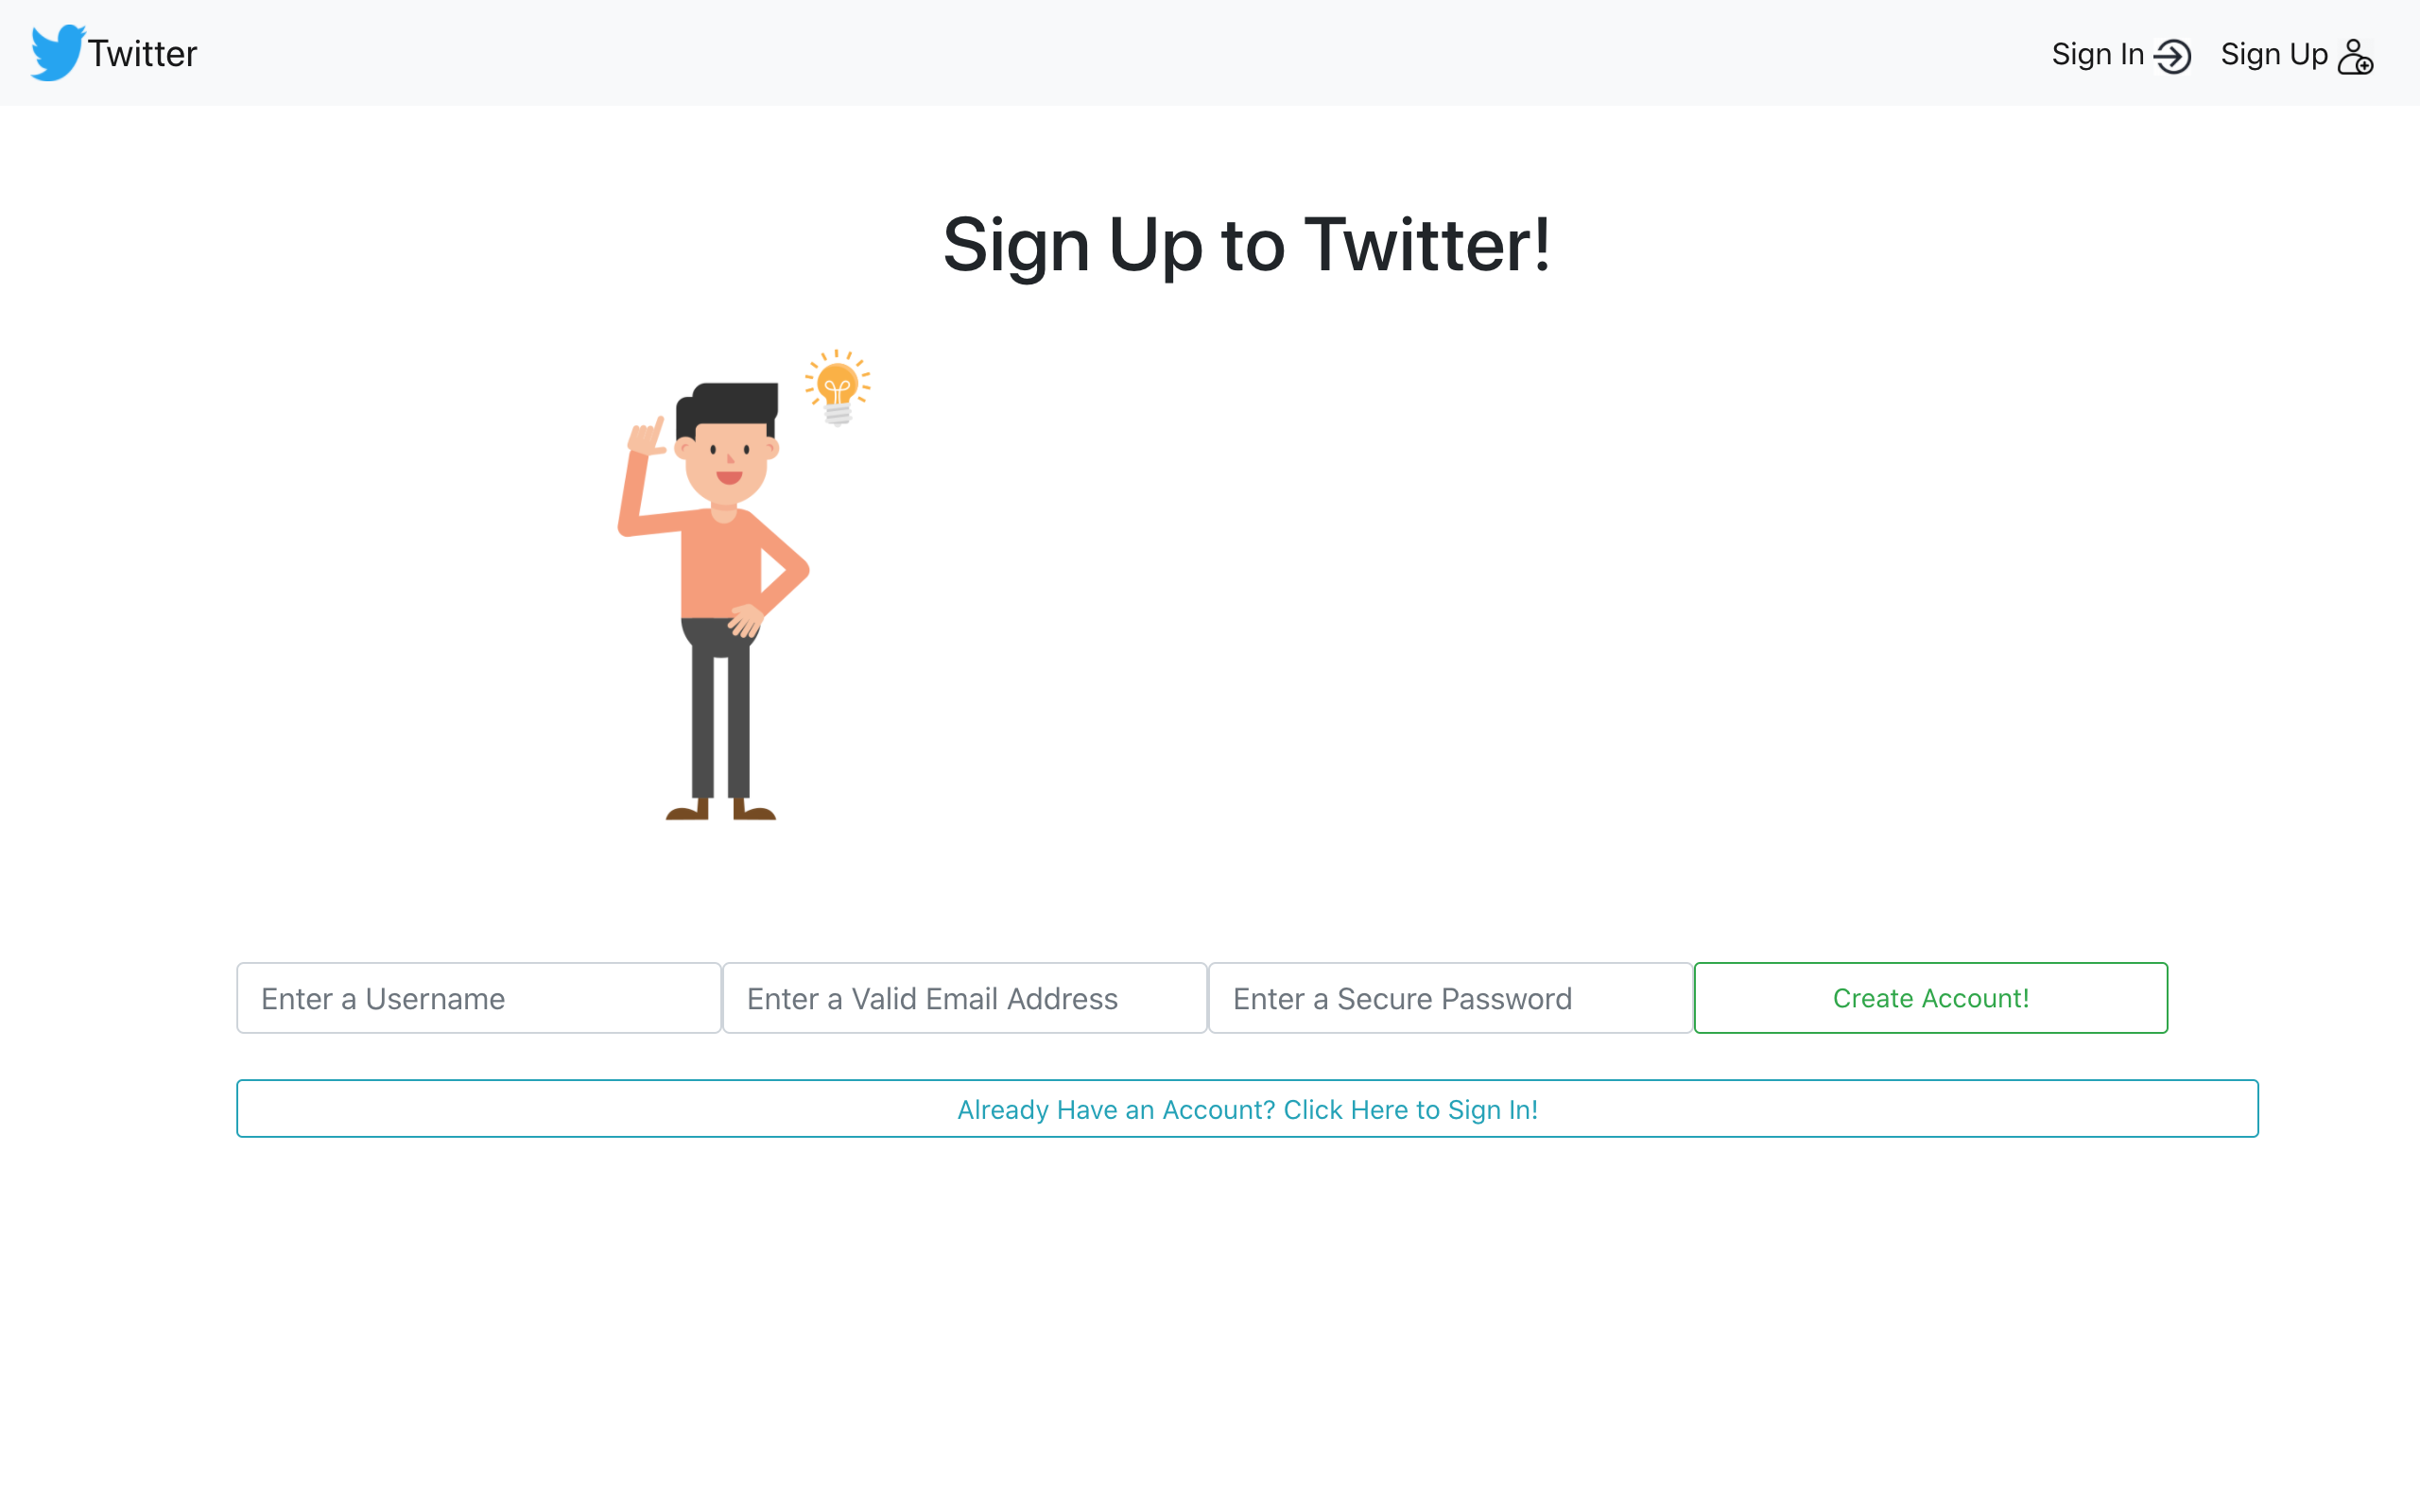 Twitter
Sign In
Sign Up
Sign Up to Twitter!
Enter a Username
Enter a Valid Email Address
Enter a Secure Password
Create Account!
Already Have an Account? Click Here to Sign In!